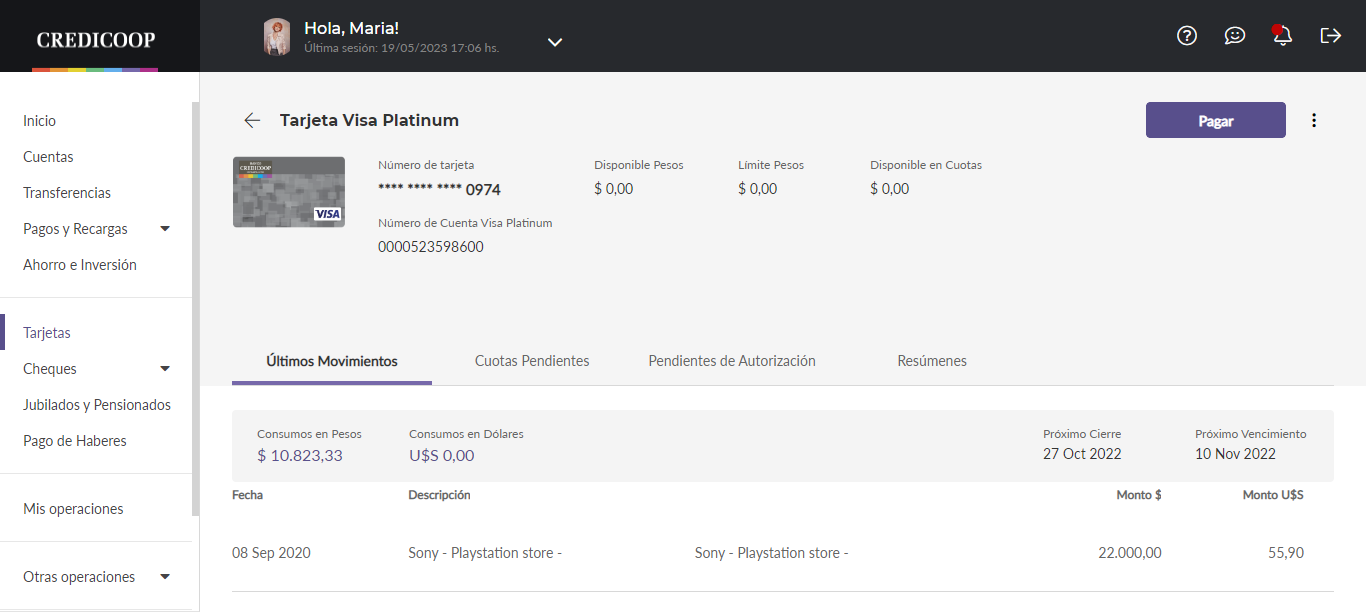 CREDICOOP
Hola, Maria!
Última sesión: 19/05/2023 17:06 hs.
Inicio
Cuentas
Transferencias
Pagos y Recargas
Ahorro e Inversión
Tarjetas
Cheques
Jubilados y Pensionados
Pago de Haberes
Mis operaciones
Otras operaciones
Tarjeta Visa Platinum
Pagar
BANCO
CREDICOOP
VISA
Número de tarjeta
**** **** **** 0974
Disponible Pesos
$ 0,00
Límite Pesos
$ 0,00
Disponible en Cuotas
$ 0,00
Número de Cuenta Visa Platinum
0000523598600
Últimos Movimientos Cuotas Pendientes Pendientes de Autorización Resúmenes
Consumos en Pesos
$ 10.823,33
Consumos en Dólares
U$S 0,00
Próximo Cierre
27 Oct 2022
Próximo Vencimiento
10 Nov 2022
Fecha Descripción Monto $ Monto U$S
08 Sep 2020 Sony - Playstation store - Sony - Playstation store - 22.000,00 55,90